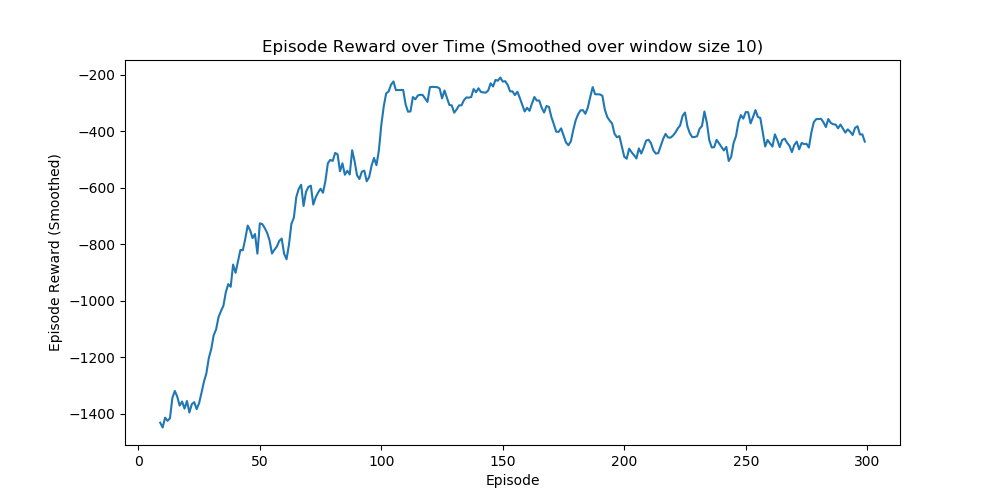 Episode Reward over Time (Smoothed over window size 10)
Episode Reward (Smoothed)
−200
−400
−600
−800
−1000
−1200
−1400
0 50 100 150 200 250 300
Episode